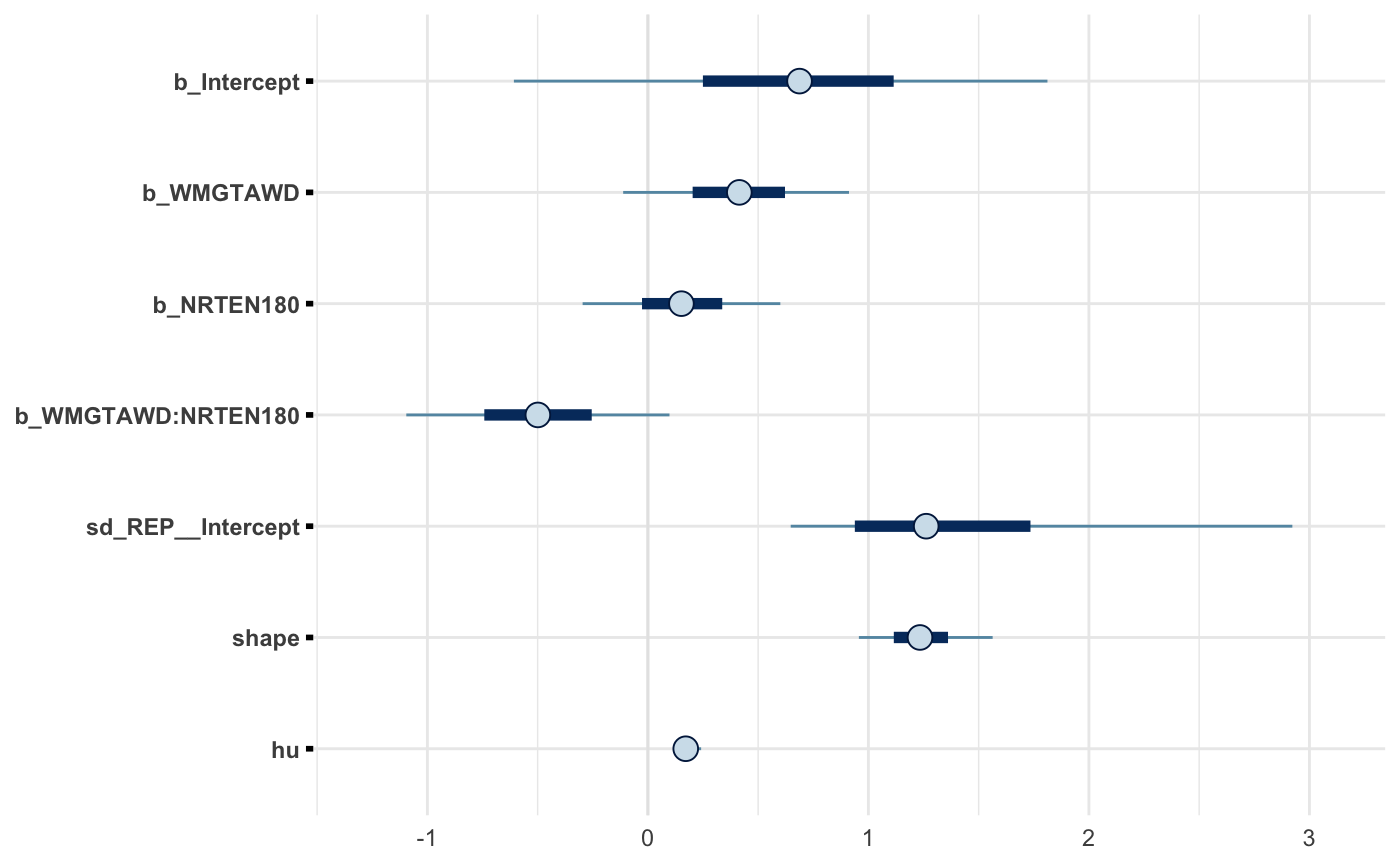 b_Intercept
b_WMGTAWD
b_NRTEN180
b_WMGTAWD:NRTEN180
sd_REP__Intercept
shape
hu
-1 0 1 2 3